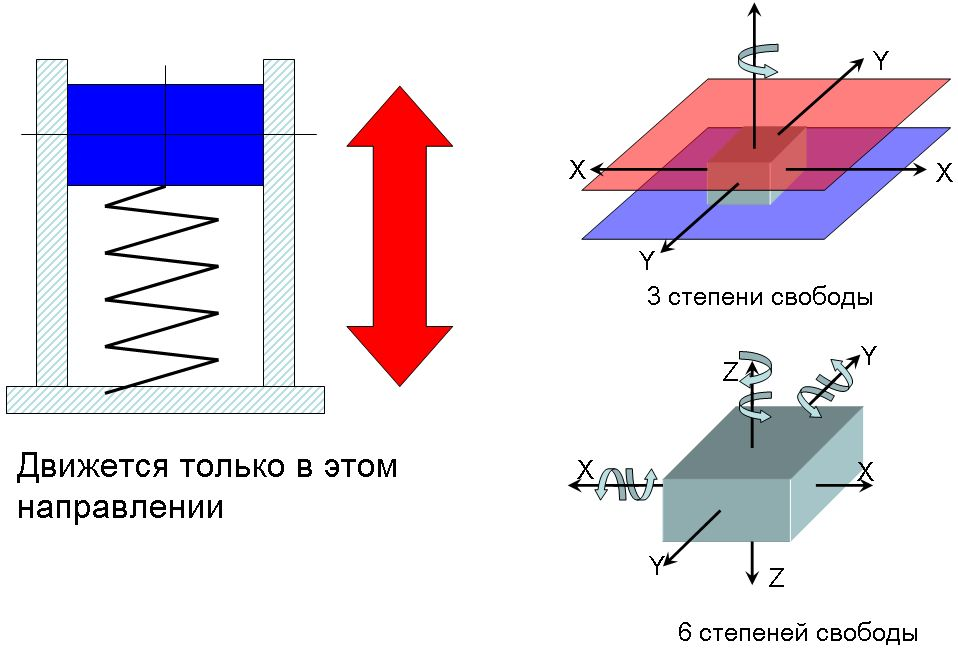 Движется только в этом
направлении
Y
X
X
Y
3 степени свободы
Z
Y
X
X
Y
Z
6 степеней свободы